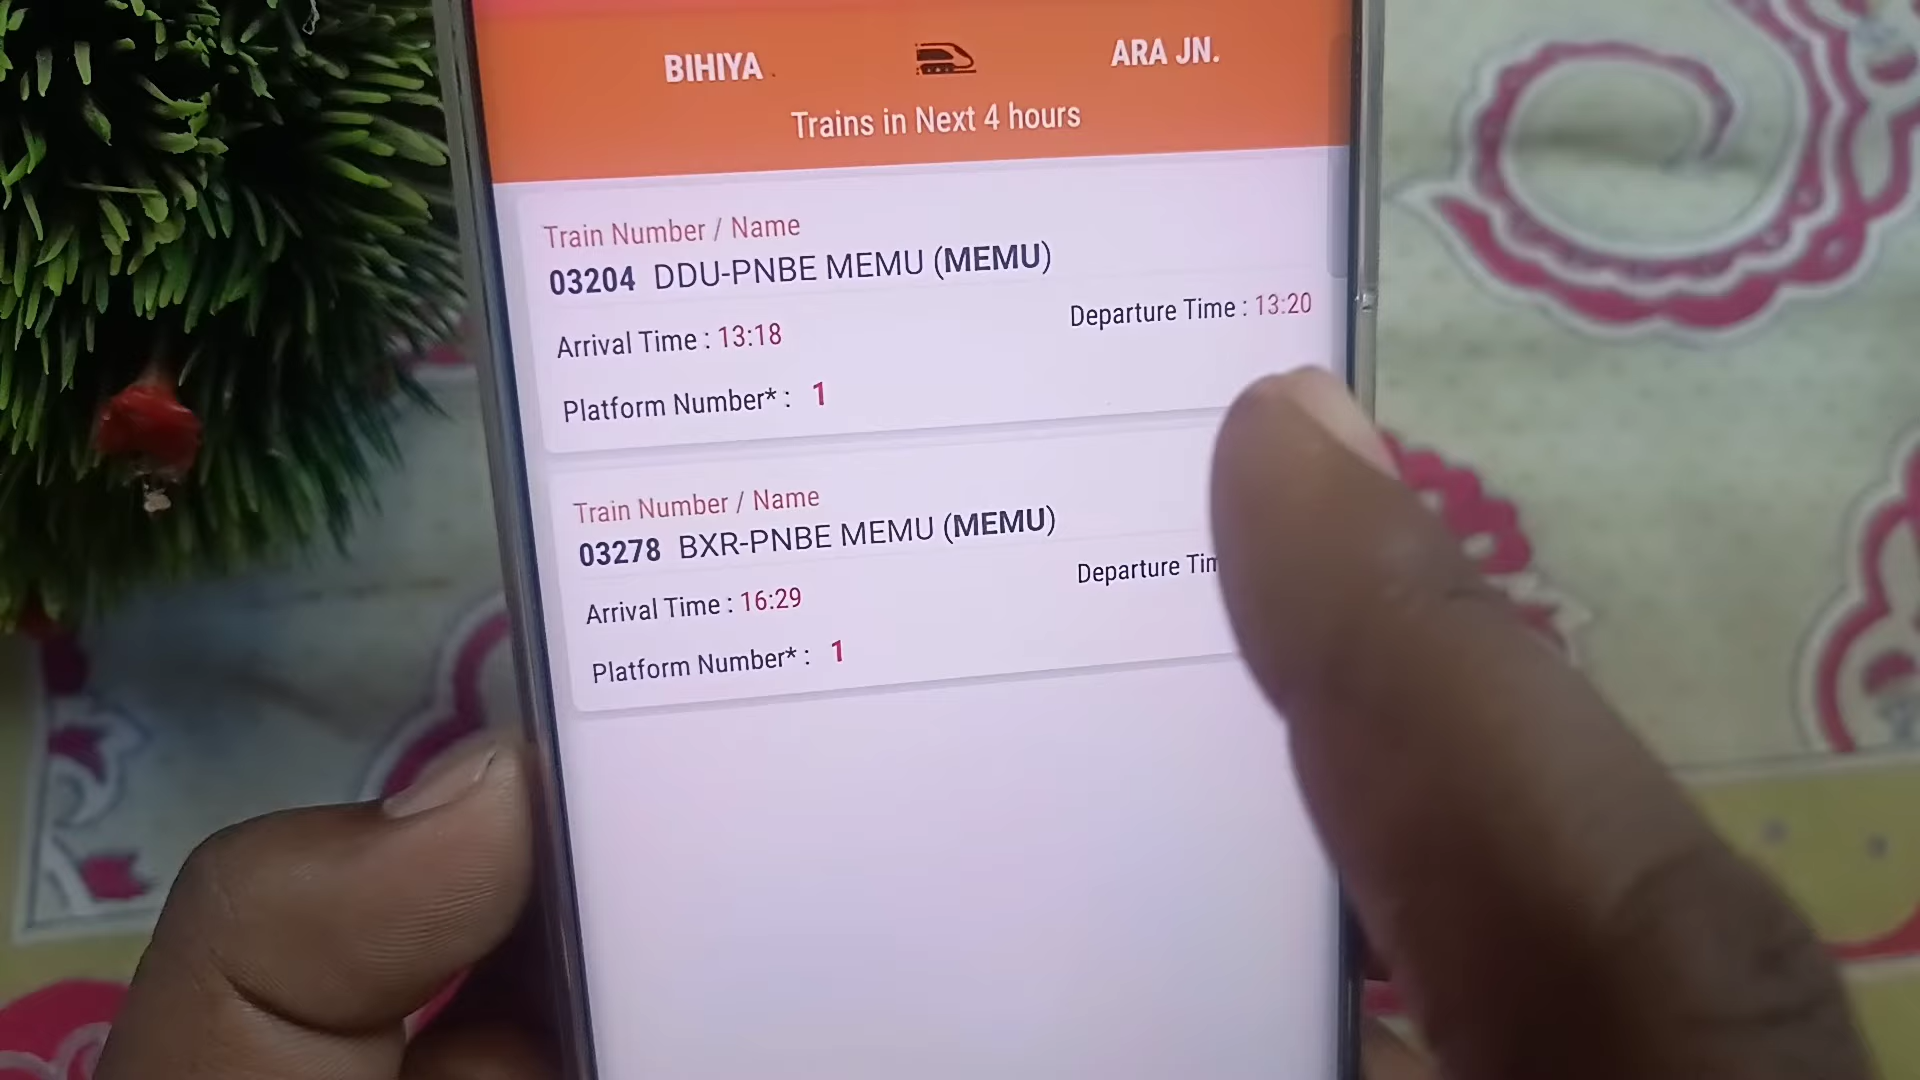 BIHIYA
ARA JN.
Trains in Next 4 hours
Train Number / Name
03204 DDU-PNBE MEMU (MEMU)
Arrival Time : 13:18
Departure Time : 13:20
Platform Number* : 1
Train Number / Name
03278 BXR-PNBE MEMU (MEMU)
Arrival Time : 16:29
Departure
Platform Number* : 1